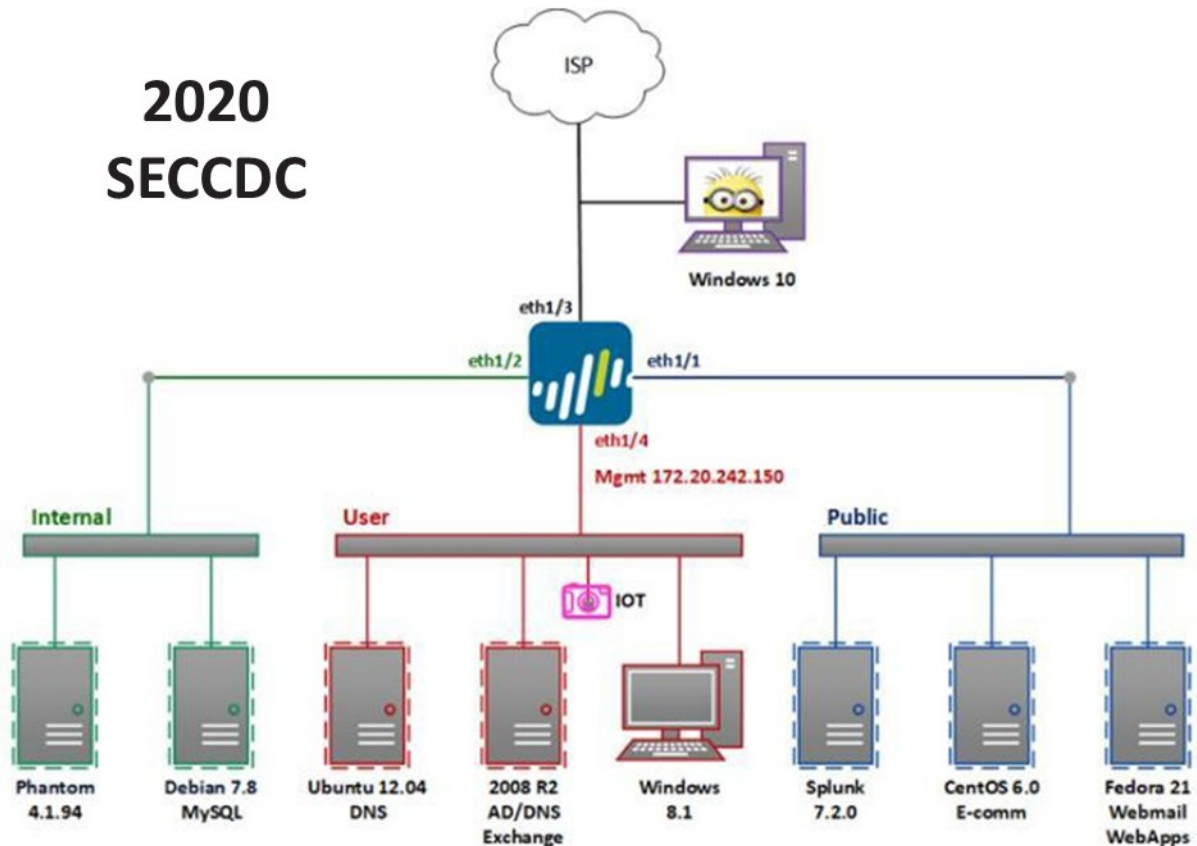 2020
SECCDC
ISP
Windows 10
eth1/3
eth1/2
eth1/1
eth1/4
Mgmt 172.20.242.150
Internal
User
Public
IOT
Phantom
4.1.94
Debian 7.8
MySQL
Ubuntu 12.04
DNS
2008 R2
AD/DNS
Exchange
Windows
8.1
Splunk
7.2.0
CentOS 6.0
E-comm
Fedora 21
Webmail
WebApps